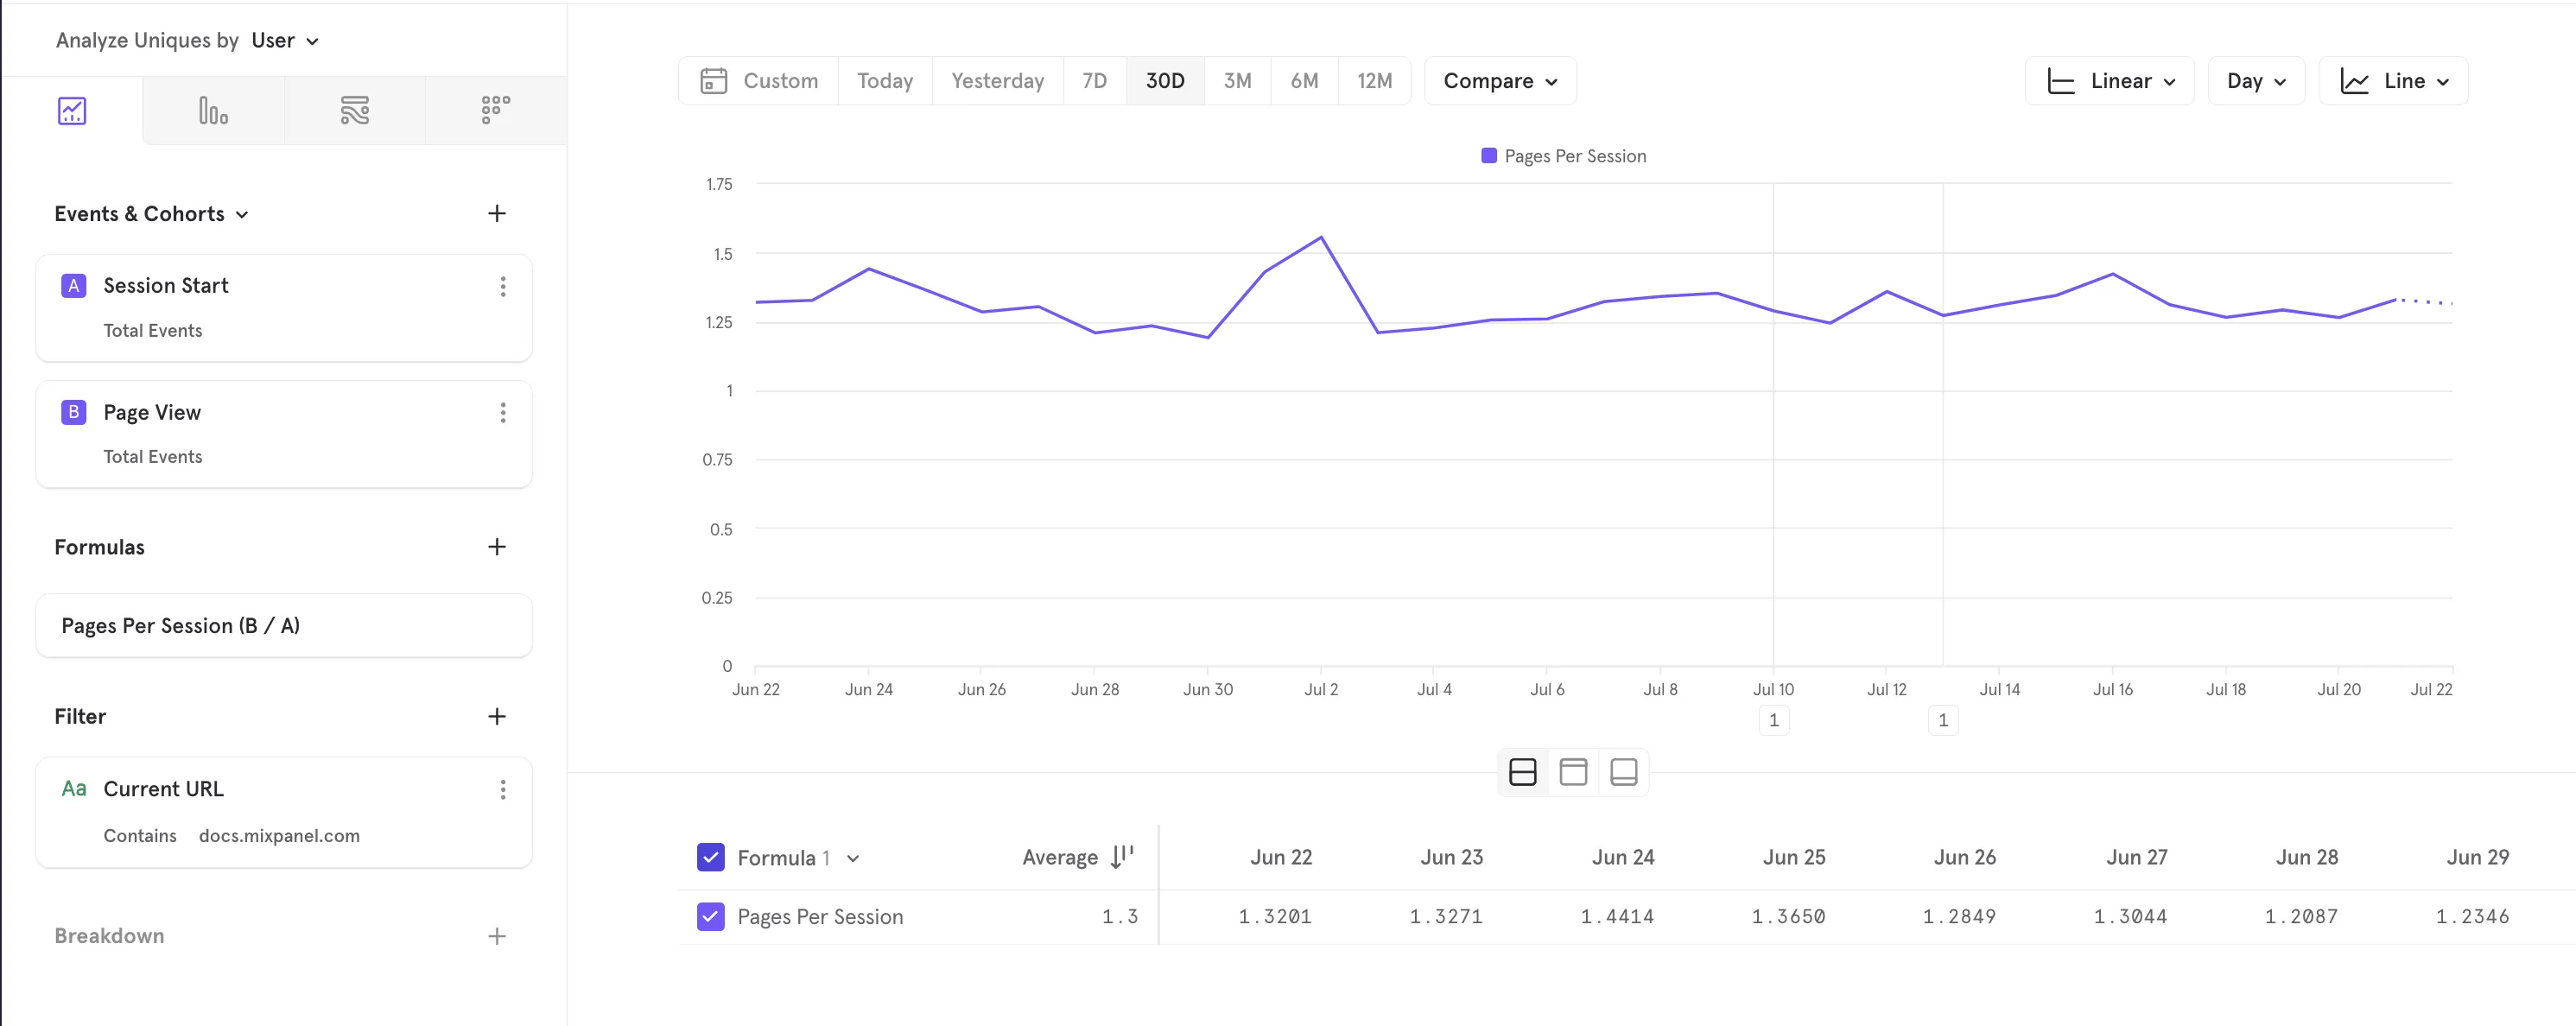 Analyze Uniques by User
Custom Today Yesterday 7D 30D 3M 6M 12M Compare
Linear Day Line
Events & Cohorts
A Session Start
Total Events
B Page View
Total Events
Formulas
Pages Per Session (B / A)
Filter
Aa Current URL
Contains docs.mixpanel.com
Breakdown
Pages Per Session
1.75
1.5
1.25
1
0.75
0.5
0.25
0
Jun 22 Jun 24 Jun 26 Jun 28 Jun 30 Jul 2 Jul 4 Jul 6 Jul 8 Jul 10 Jul 12 Jul 14 Jul 16 Jul 18 Jul 20 Jul 22
1 1
Formula 1 Average Jun 22 Jun 23 Jun 24 Jun 25 Jun 26 Jun 27 Jun 28 Jun 29
Pages Per Session 1.3 1.3201 1.3271 1.4414 1.3650 1.2849 1.3044 1.2087 1.2346